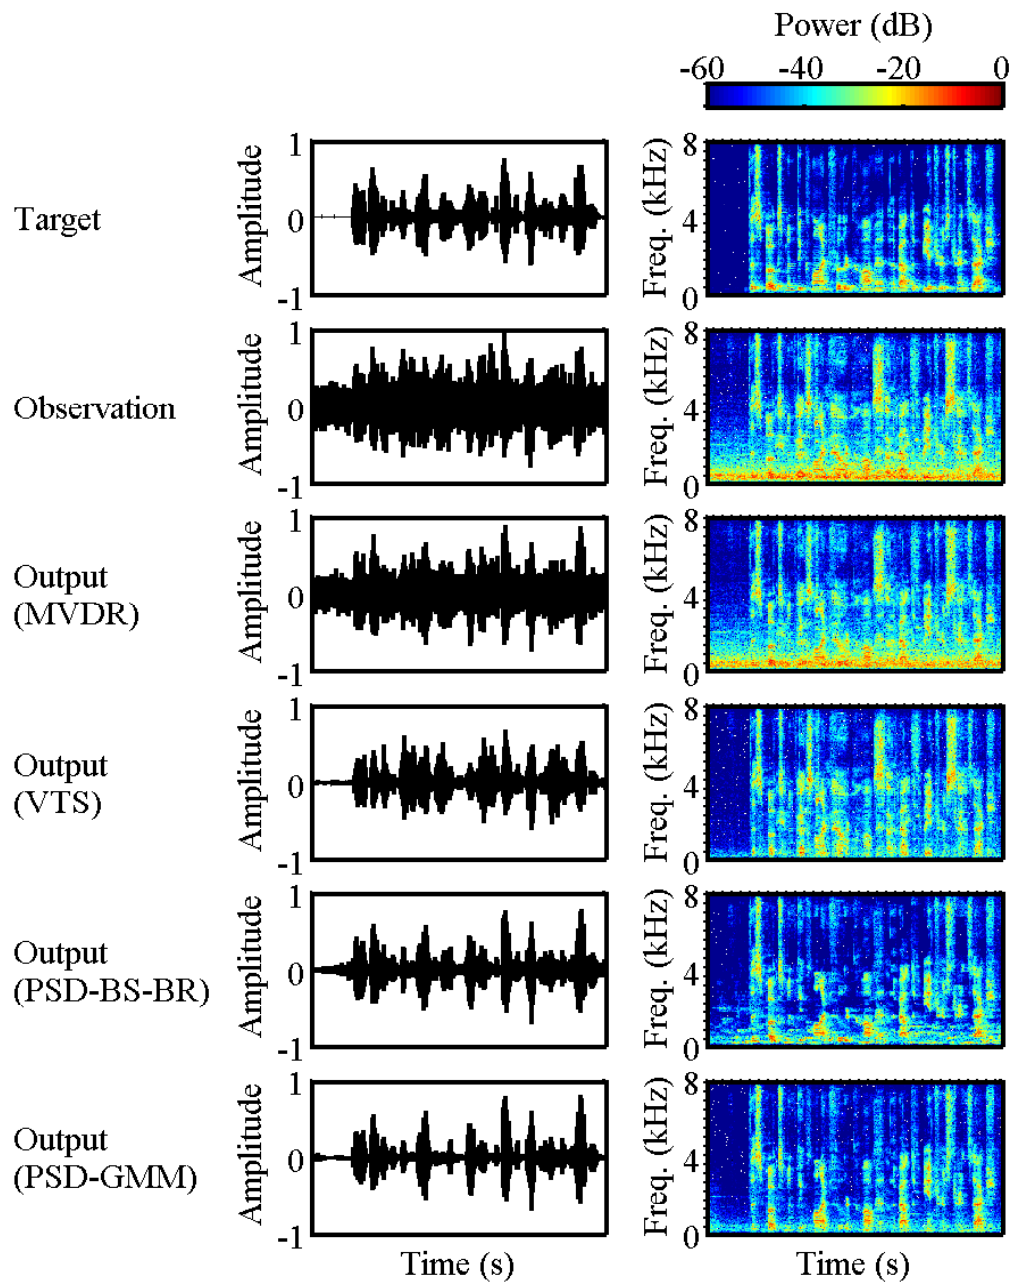 Power (dB)
-60 -40 -20 0
Target
Amplitude
1
0
-1
Freq. (kHz)
8
4
0
Observation
Amplitude
1
0
-1
Freq. (kHz)
8
4
0
Output
(MVDR)
Amplitude
1
0
-1
Freq. (kHz)
8
4
0
Output
(VTS)
Amplitude
1
0
-1
Freq. (kHz)
8
4
0
Output
(PSD-BS-BR)
Amplitude
1
0
-1
Freq. (kHz)
8
4
0
Output
(PSD-GMM)
Amplitude
1
0
-1
Freq. (kHz)
8
4
0
Time (s)
Time (s)